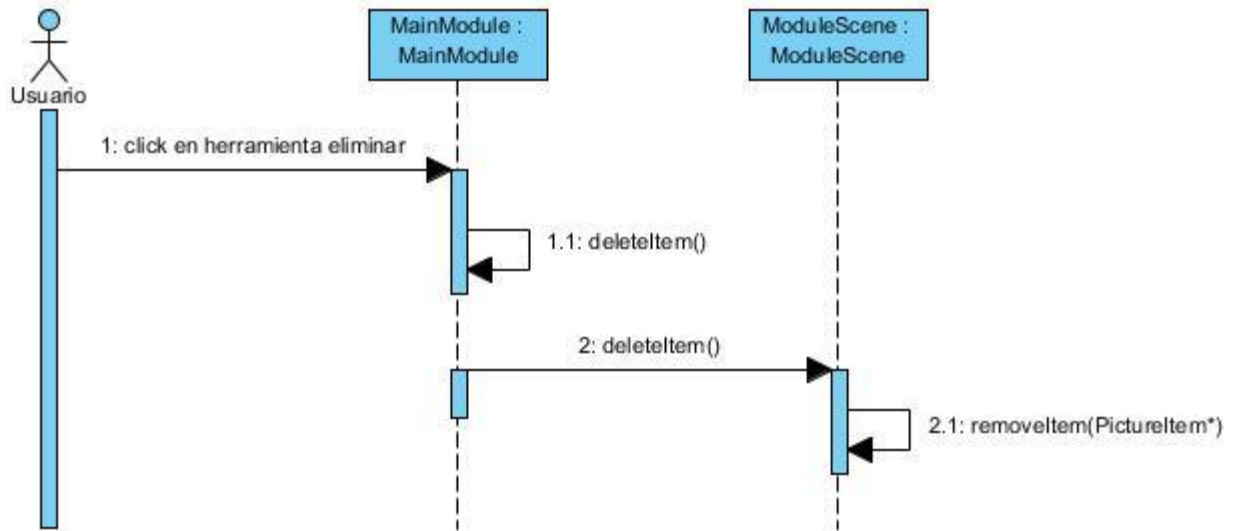 MainModule :
MainModule
ModuleScene :
ModuleScene
Usuario
1: click en herramienta eliminar
1.1: deleteItem()
2: deleteItem()
2.1: removeItem(PictureItem*)